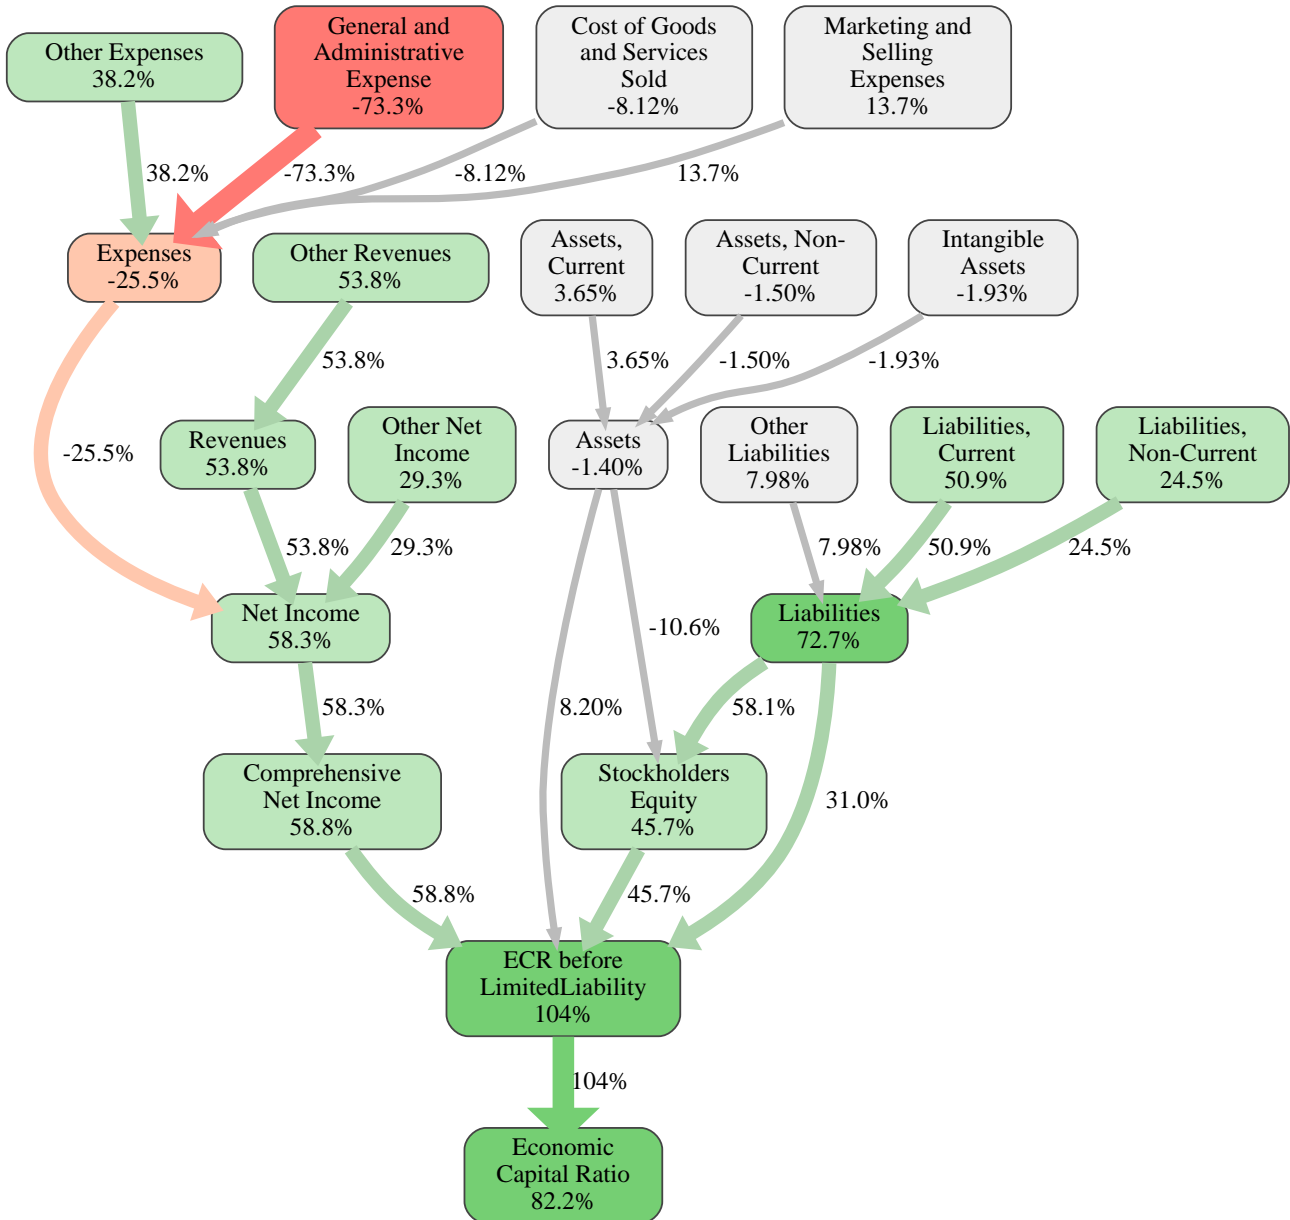 Other Expenses
38.2%
General and
Administrative
Expense
-73.3%
Cost of Goods
and Services
Sold
-8.12%
Marketing and
Selling
Expenses
13.7%
38.2%
-73.3%
-8.12%
13.7%
Expenses
-25.5%
Other Revenues
53.8%
Assets,
Current
3.65%
Assets, Non-
Current
-1.50%
Intangible
Assets
-1.93%
53.8%
3.65%
-1.50%
-1.93%
-25.5%
Revenues
53.8%
Other Net
Income
29.3%
Assets
-1.40%
Other
Liabilities
7.98%
Liabilities,
Current
50.9%
Liabilities,
Non-Current
24.5%
53.8%
29.3%
7.98%
50.9%
24.5%
Net Income
58.3%
-10.6%
Liabilities
72.7%
58.3%
8.20%
58.1%
Comprehensive
Net Income
58.8%
Stockholders
Equity
45.7%
31.0%
58.8%
45.7%
ECR before
LimitedLiability
104%
104%
Economic
Capital Ratio
82.2%